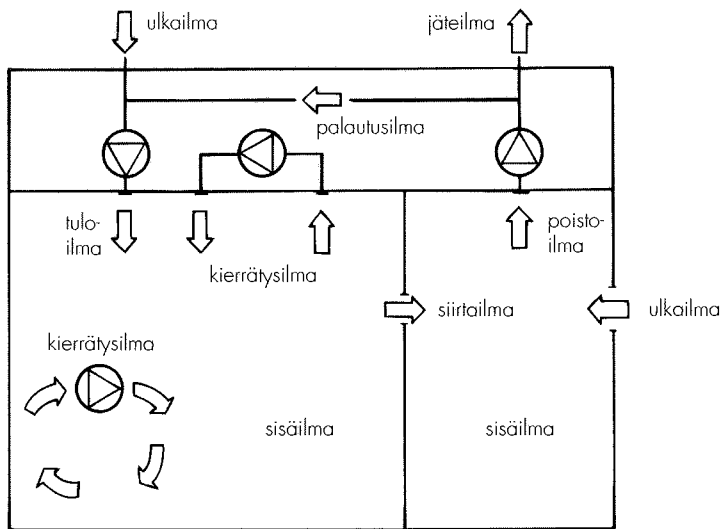 ulkailma
jäteilma
palautusilma
tulo-
ilma
kierrätysilma
poisto-
ilma
siirtailma
ulkailma
kierrätysilma
sisäilma
sisäilma